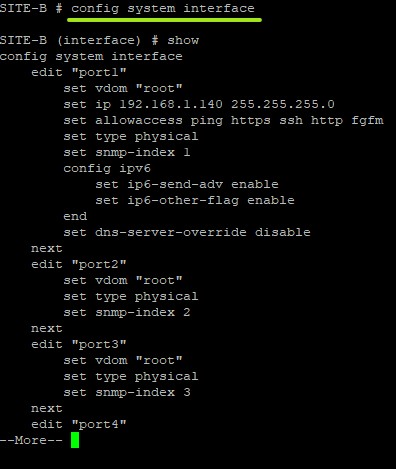 SITE-B # config system interface
SITE-B (interface) # show
config system interface
    edit "port1"
        set vdom "root"
        set ip 192.168.1.140 255.255.255.0
        set allowaccess ping https ssh http fgfm
        set type physical
        set snmp-index 1
        config ipv6
            set ip6-send-adv enable
            set ip6-other-flag enable
        end
        set dns-server-override disable
    next
    edit "port2"
        set vdom "root"
        set type physical
        set snmp-index 2
    next
    edit "port3"
        set vdom "root"
        set type physical
        set snmp-index 3
    next
    edit "port4"
--More--